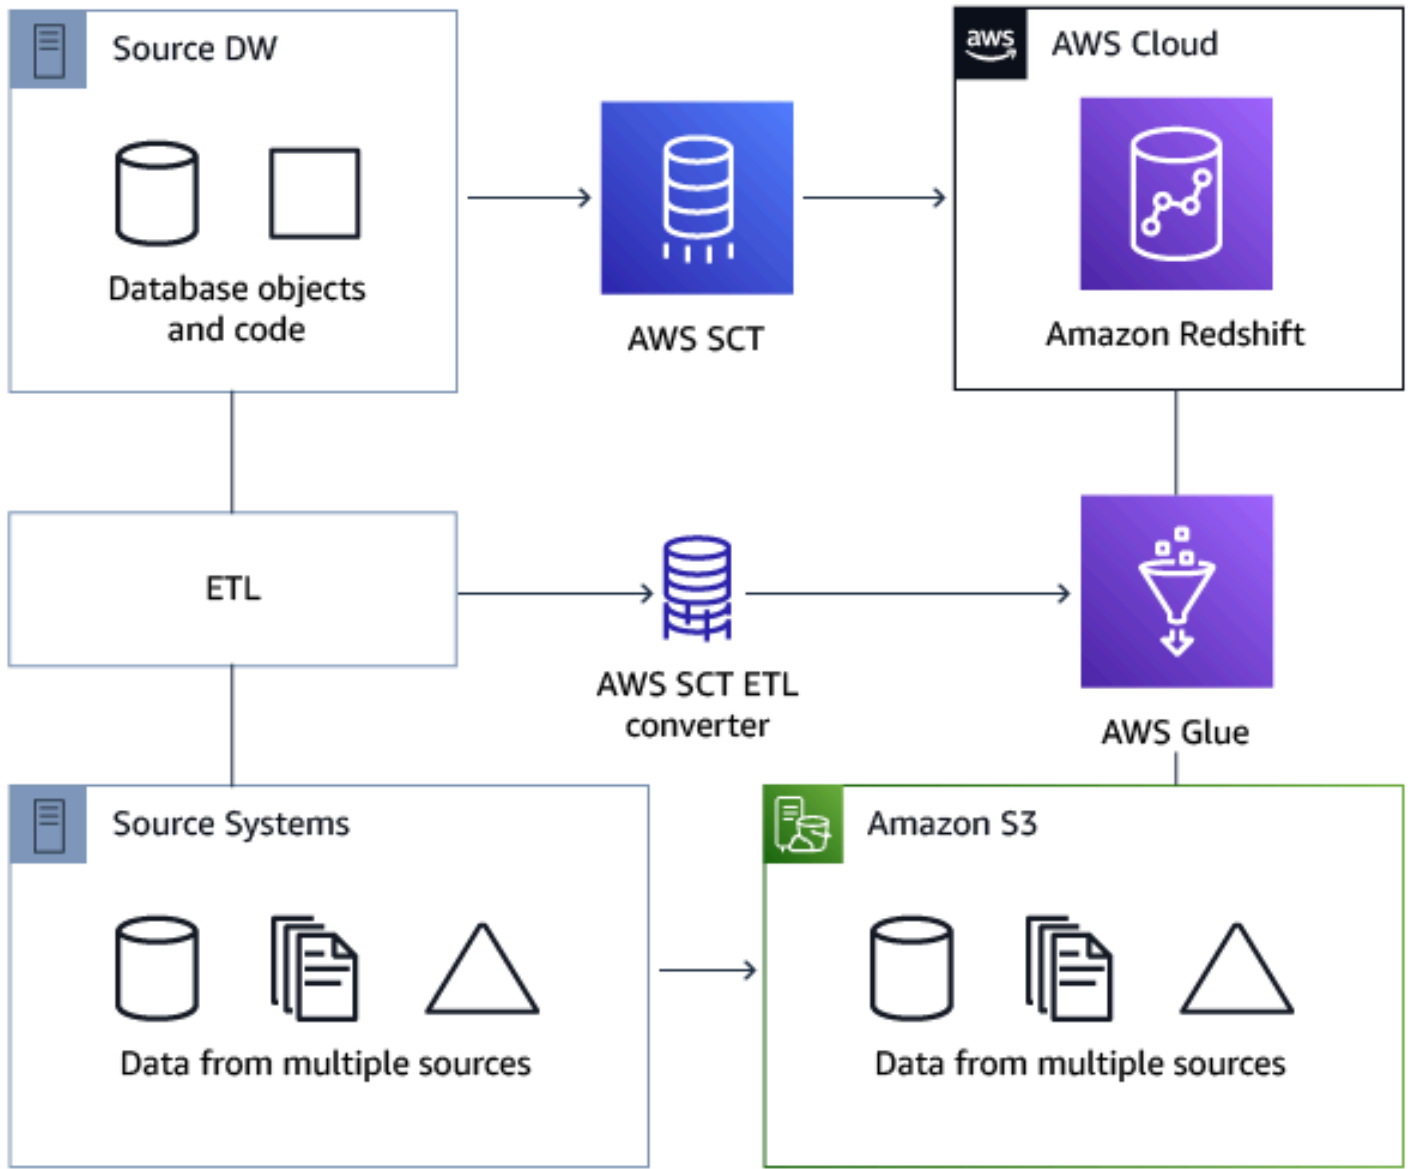 Source DW
aws
AWS Cloud
Database objects
and code
AWS SCT
Amazon Redshift
ETL
AWS SCT ETL
converter
AWS Glue
Source Systems
Amazon S3
Data from multiple sources
Data from multiple sources